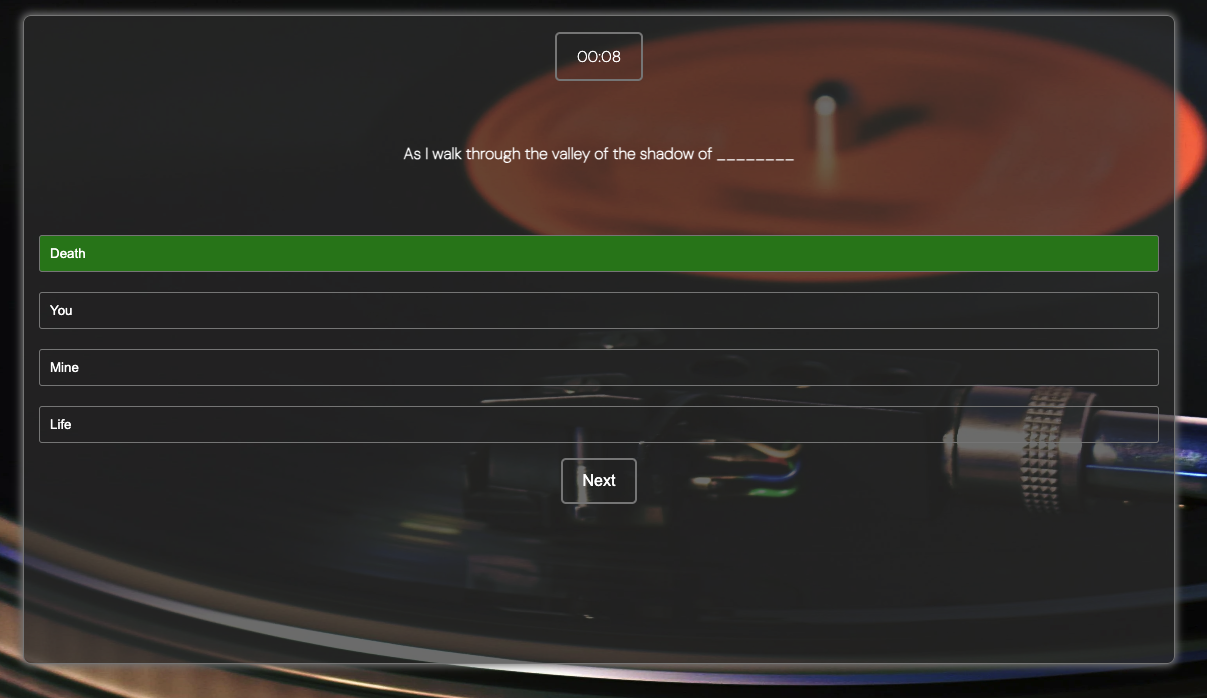 00:08
As I walk through the valley of the shadow of ________
Death
You
Mine
Life
Next